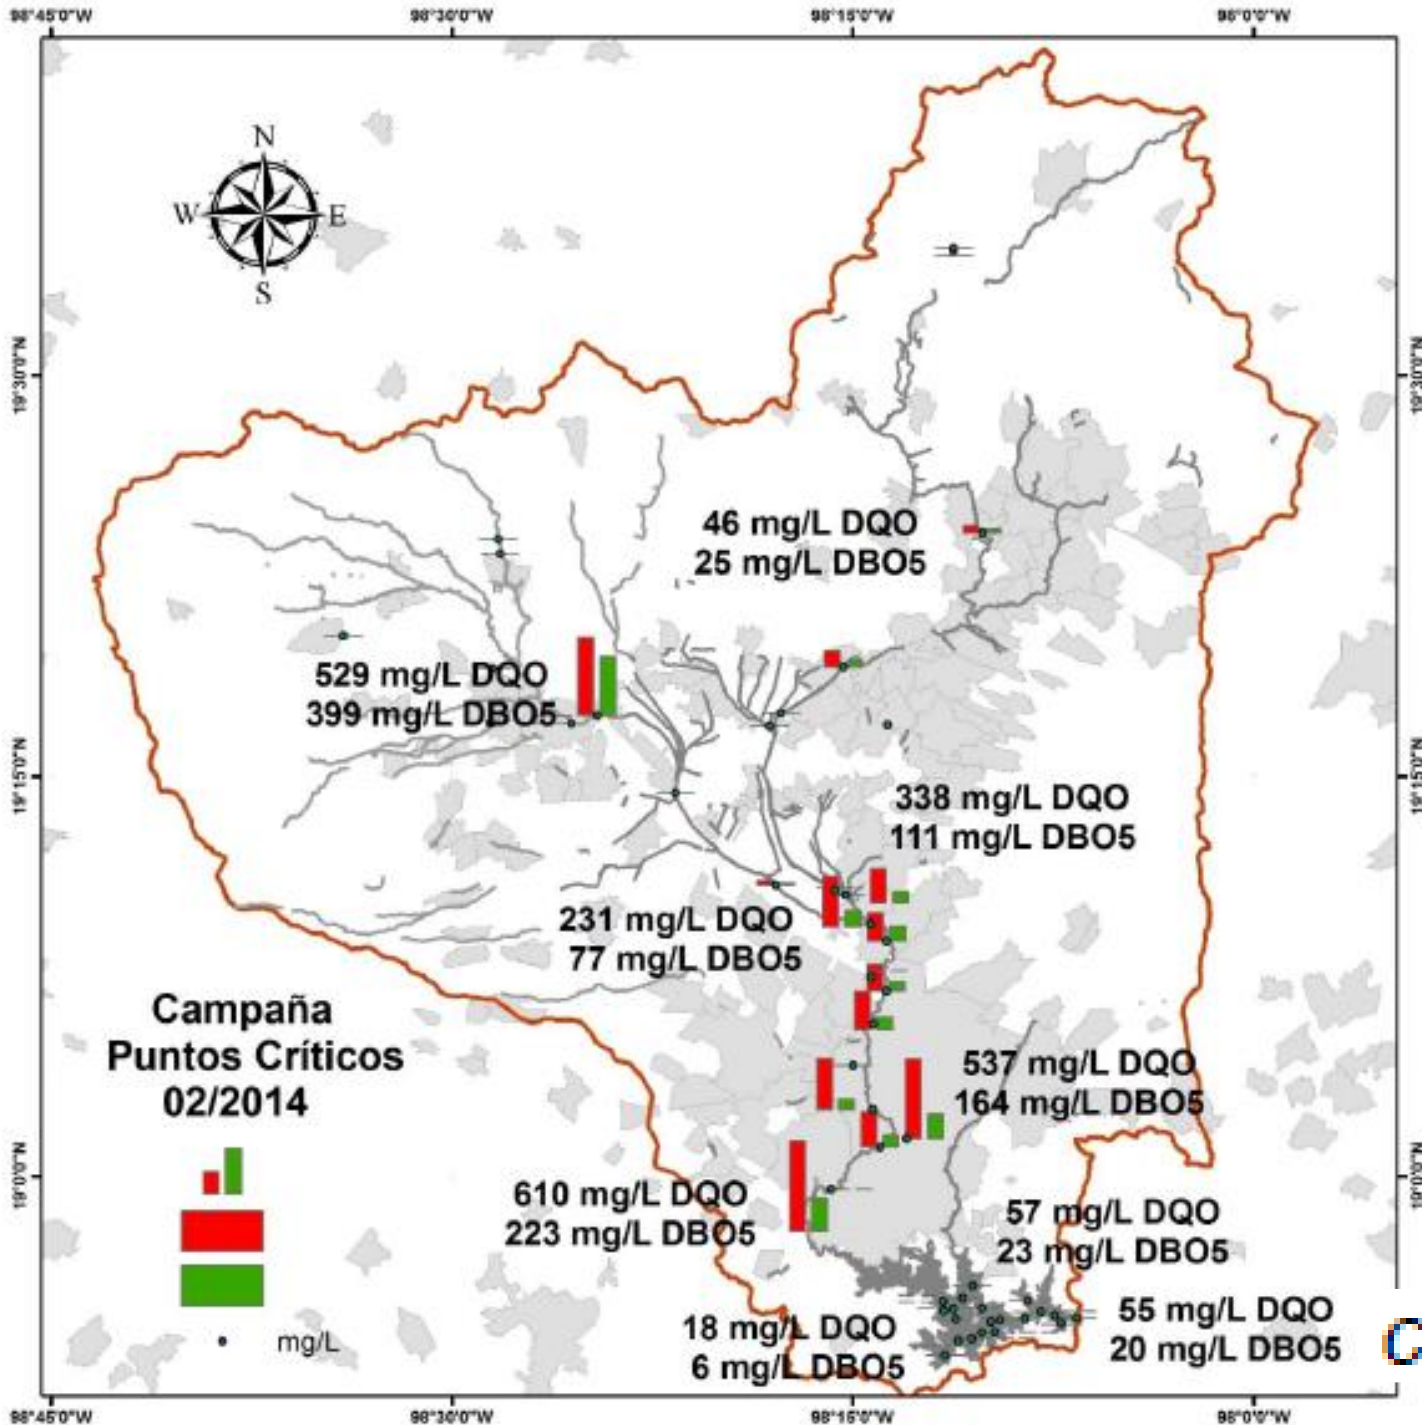 98°45'0"W 98°30'0"W 98°15'0"W 98°0'0"W
N
W E
S
19°30'0"N 19°30'0"N
46 mg/L DQO
25 mg/L DBO5
529 mg/L DQO
399 mg/L DBO5
19°15'0"N 19°15'0"N
338 mg/L DQO
111 mg/L DBO5
231 mg/L DQO
77 mg/L DBO5
Campaña
Puntos Críticos
02/2014
537 mg/L DQO
164 mg/L DBO5
19°0'0"N 19°0'0"N
610 mg/L DQO
223 mg/L DBO5
57 mg/L DQO
23 mg/L DBO5
mg/L
18 mg/L DQO
6 mg/L DBO5
55 mg/L DQO
20 mg/L DBO5
98°45'0"W 98°30'0"W 98°15'0"W 98°0'0"W